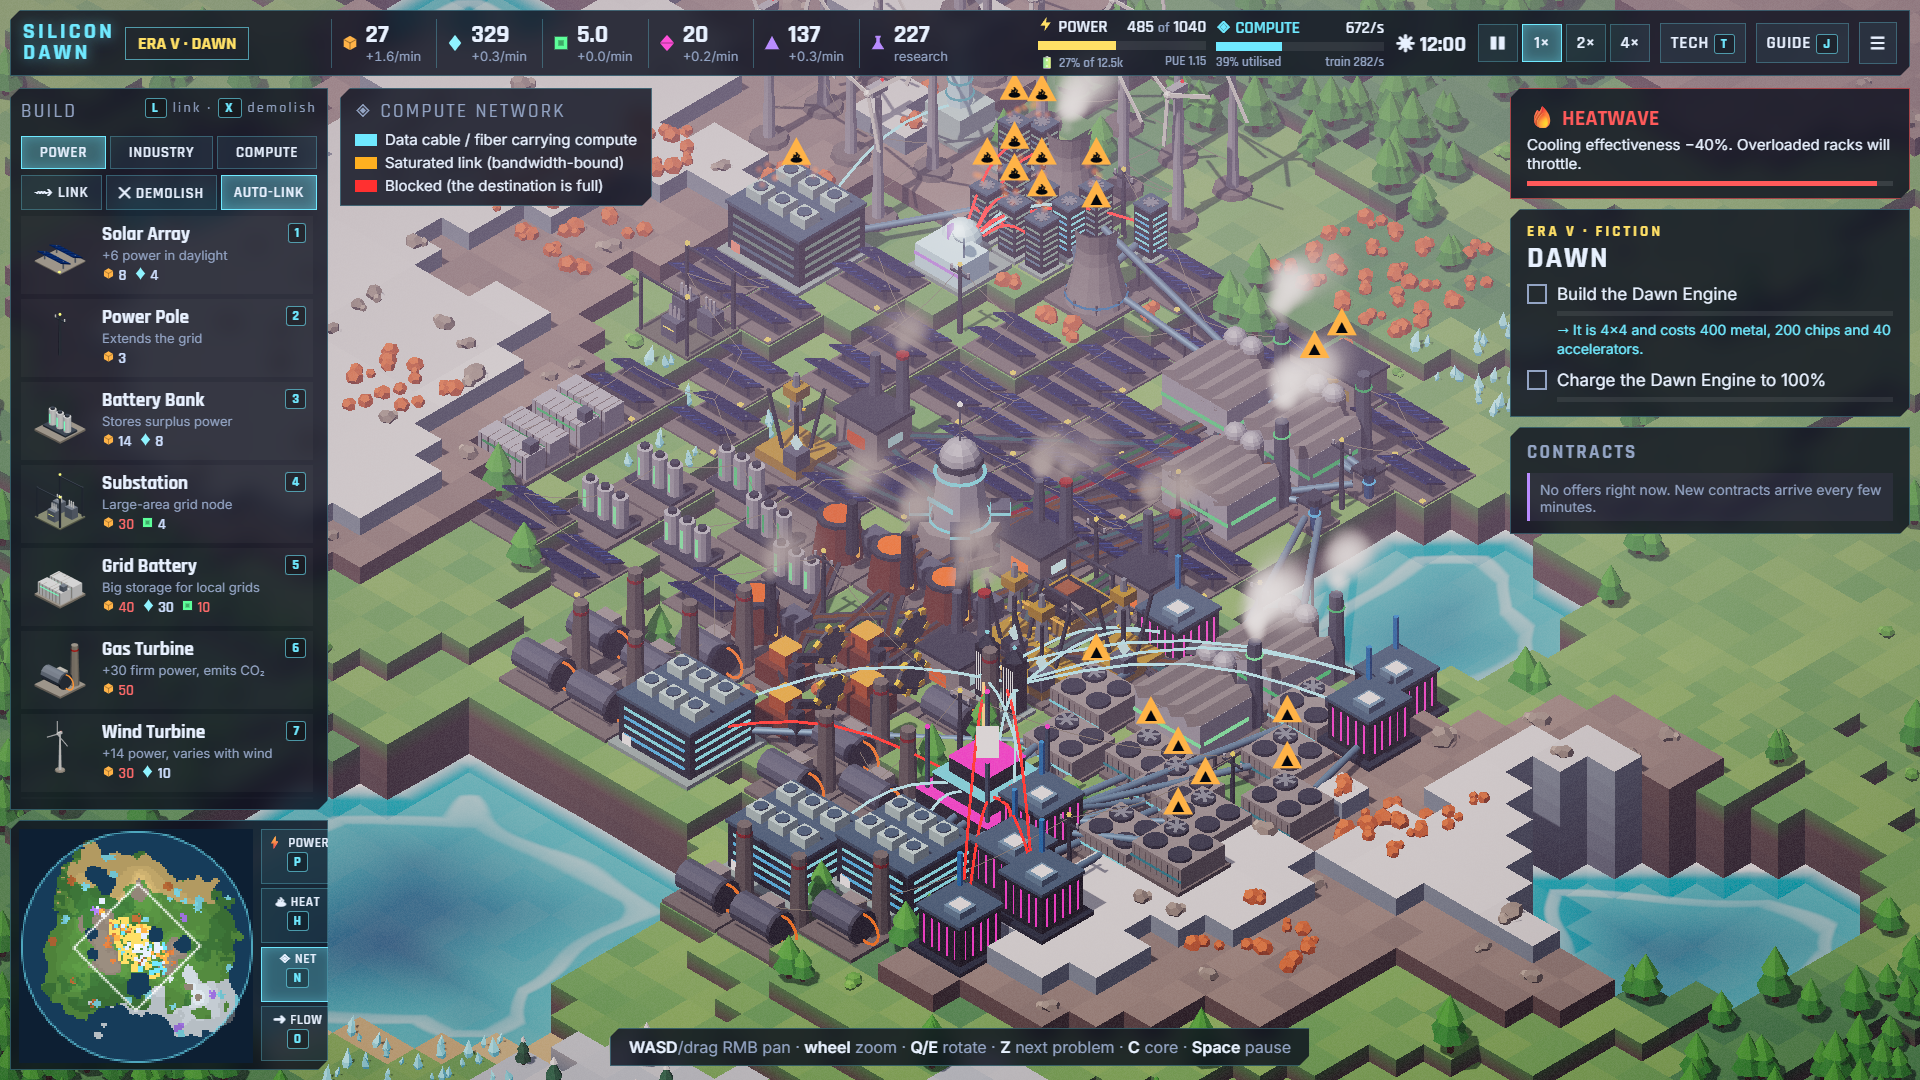 SILICON
DAWN
ERA V · DAWN
27
+1.6/min
329
+0.3/min
5.0
+0.0/min
20
+0.2/min
137
+0.3/min
227
research
POWER 485 of 1040
27% of 12.5k PUE 1.15
COMPUTE 672/s
39% utilised train 282/s
12:00
1×
2×
4×
TECH T
GUIDE J
BUILD L link · X demolish
POWER INDUSTRY COMPUTE
LINK DEMOLISH AUTO-LINK
Solar Array 1
+6 power in daylight
8 4
Power Pole 2
Extends the grid
3
Battery Bank 3
Stores surplus power
14 8
Substation 4
Large-area grid node
30 4
Grid Battery 5
Big storage for local grids
40 30 10
Gas Turbine 6
+30 firm power, emits CO₂
50
Wind Turbine 7
+14 power, varies with wind
30 10
COMPUTE NETWORK
Data cable / fiber carrying compute
Saturated link (bandwidth-bound)
Blocked (the destination is full)
HEATWAVE
Cooling effectiveness −40%. Overloaded racks will
throttle.
ERA V · FICTION
DAWN
Build the Dawn Engine
→ It is 4×4 and costs 400 metal, 200 chips and 40
accelerators.
Charge the Dawn Engine to 100%
CONTRACTS
No offers right now. New contracts arrive every few
minutes.
POWER
P
HEAT
H
NET
N
FLOW
O
WASD/drag RMB pan · wheel zoom · Q/E rotate · Z next problem · C core · Space pause